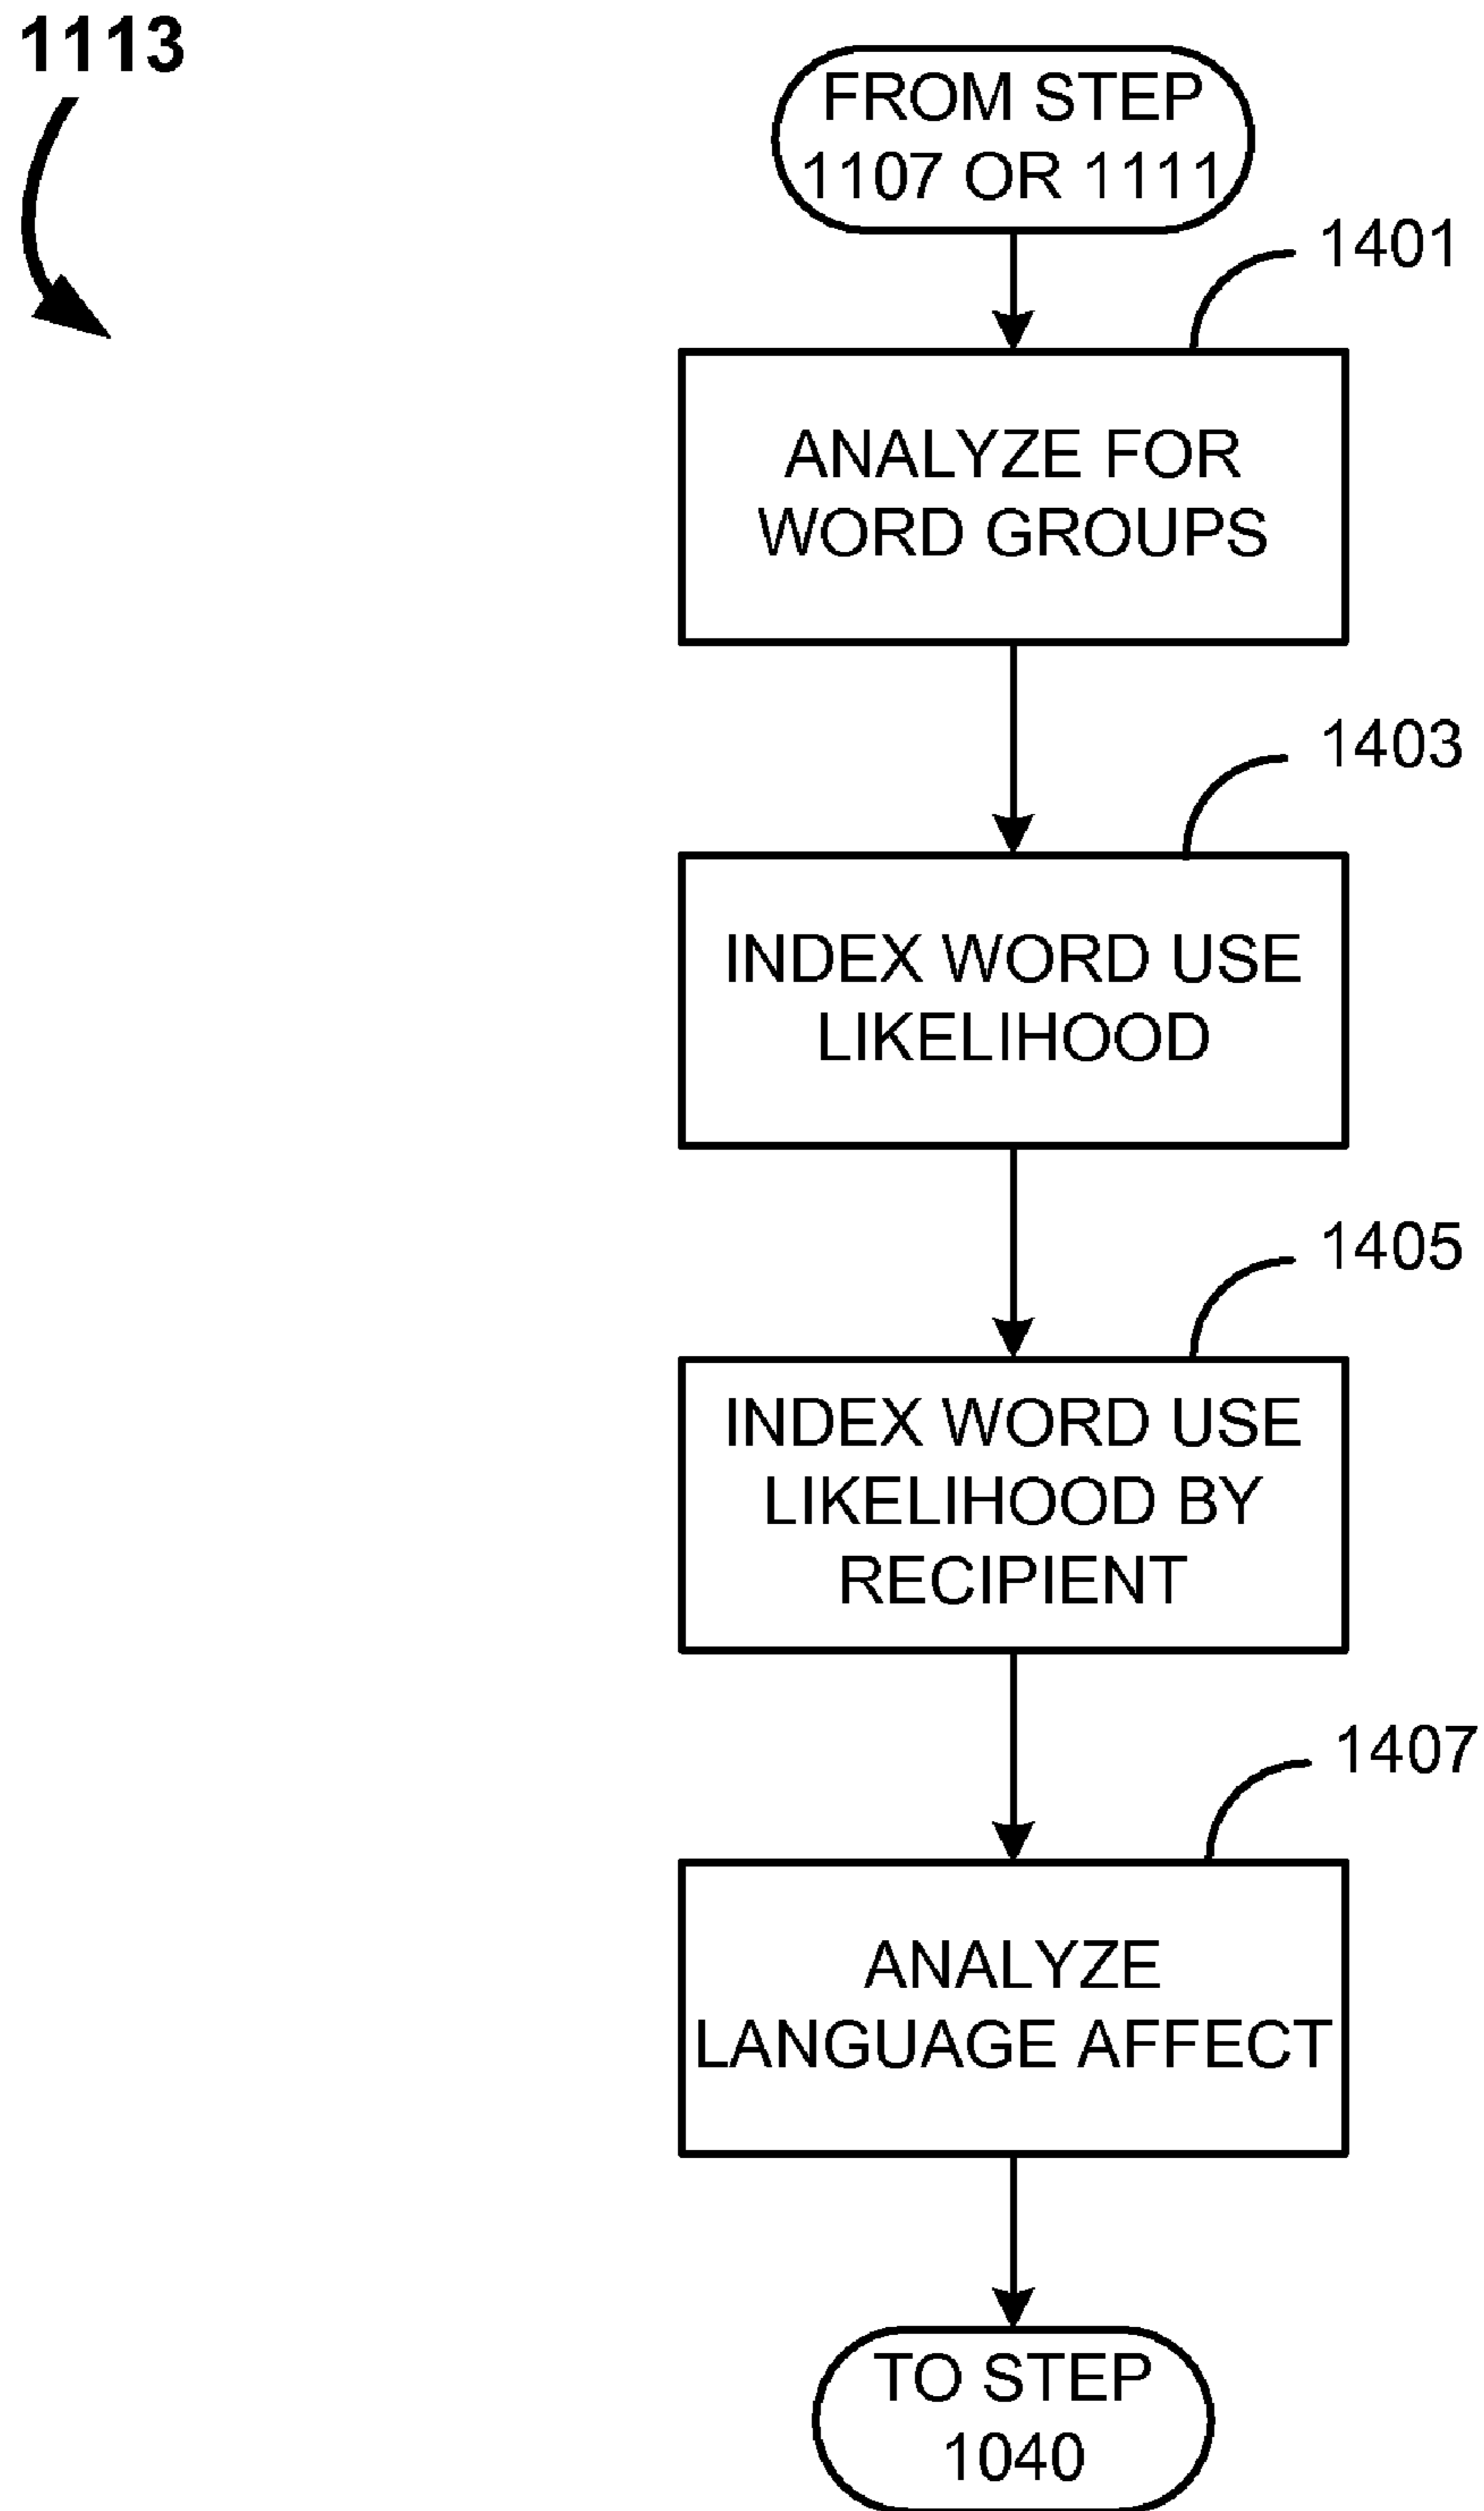 1113
FROM STEP
1107 OR 1111
1401
ANALYZE FOR
WORD GROUPS
1403
INDEX WORD USE
LIKELIHOOD
1405
INDEX WORD USE
LIKELIHOOD BY
RECIPIENT
1407
ANALYZE
LANGUAGE AFFECT
TO STEP
1040